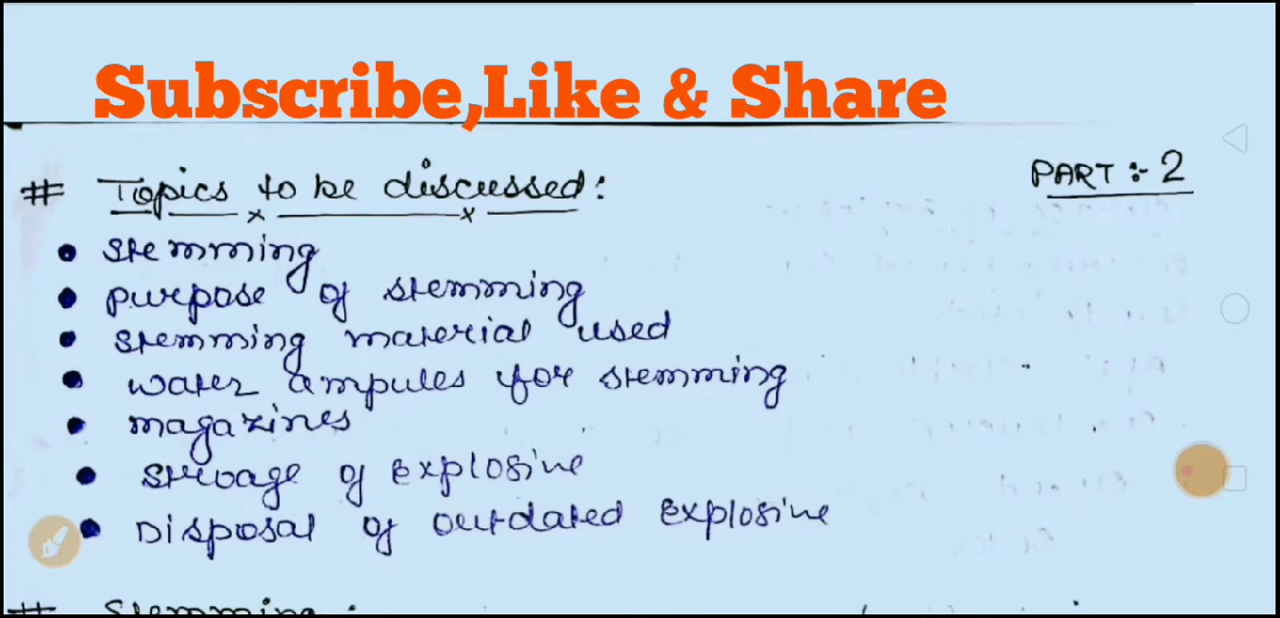 Subscribe,Like & Share
# Topics to be discussed:
PART :- 2
• stemming
• purpose of stemming
• stemming material used
• water ampules for stemming
• magazines
• storage of explosive
• Disposal of outdated explosive
# Stemming :